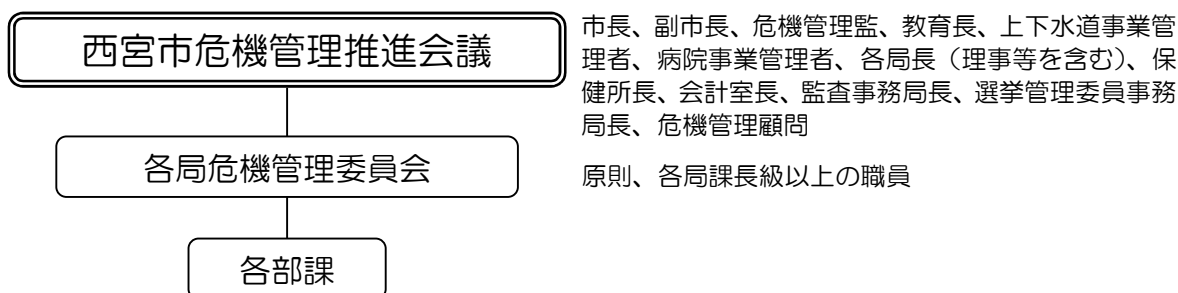 西宮市危機管理推進会議
市長、副市長、危機管理監、教育長、上下水道事業管
理者、病院事業管理者、各局長（理事等を含む）、保
健所長、会計室長、監査事務局長、選挙管理委員事務
局長、危機管理顧問
各局危機管理委員会
原則、各局課長級以上の職員
各部課